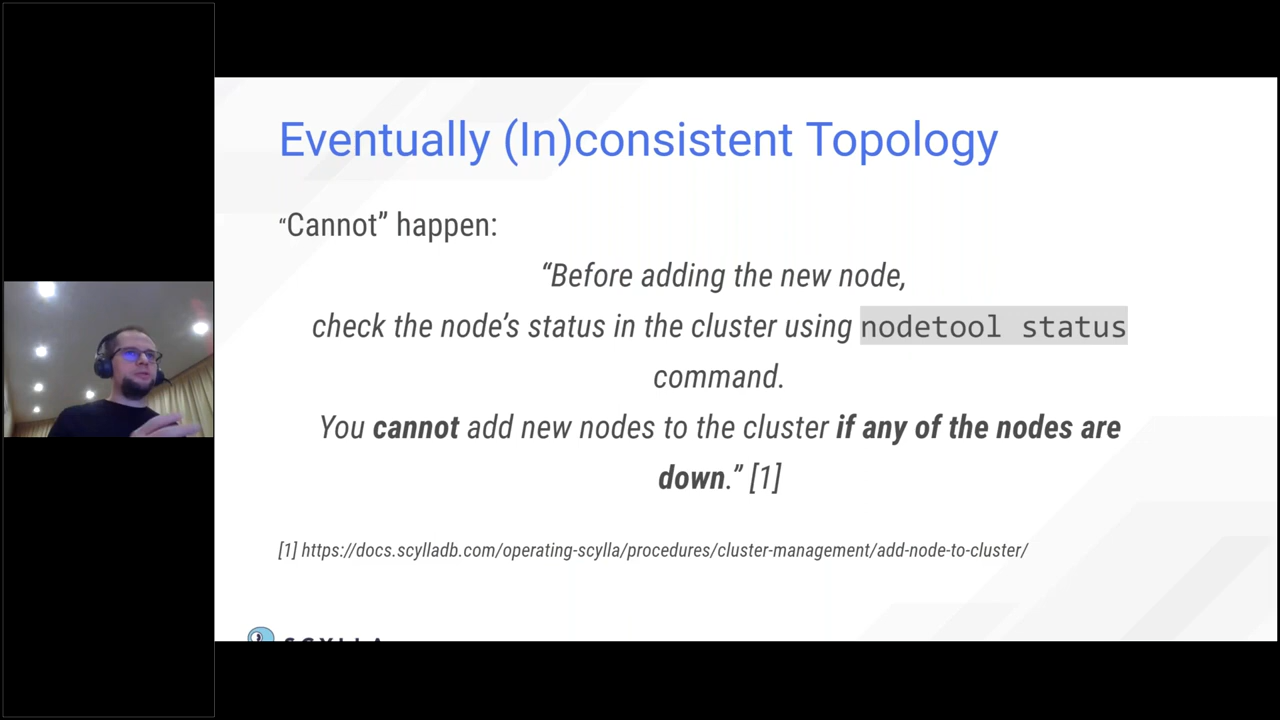 Eventually (In)consistent Topology
“Cannot” happen:
“Before adding the new node,
check the node’s status in the cluster using nodetool status
command.
You cannot add new nodes to the cluster if any of the nodes are
down.” [1]
[1] https://docs.scylladb.com/operating-scylla/procedures/cluster-management/add-node-to-cluster/
SCYLLA